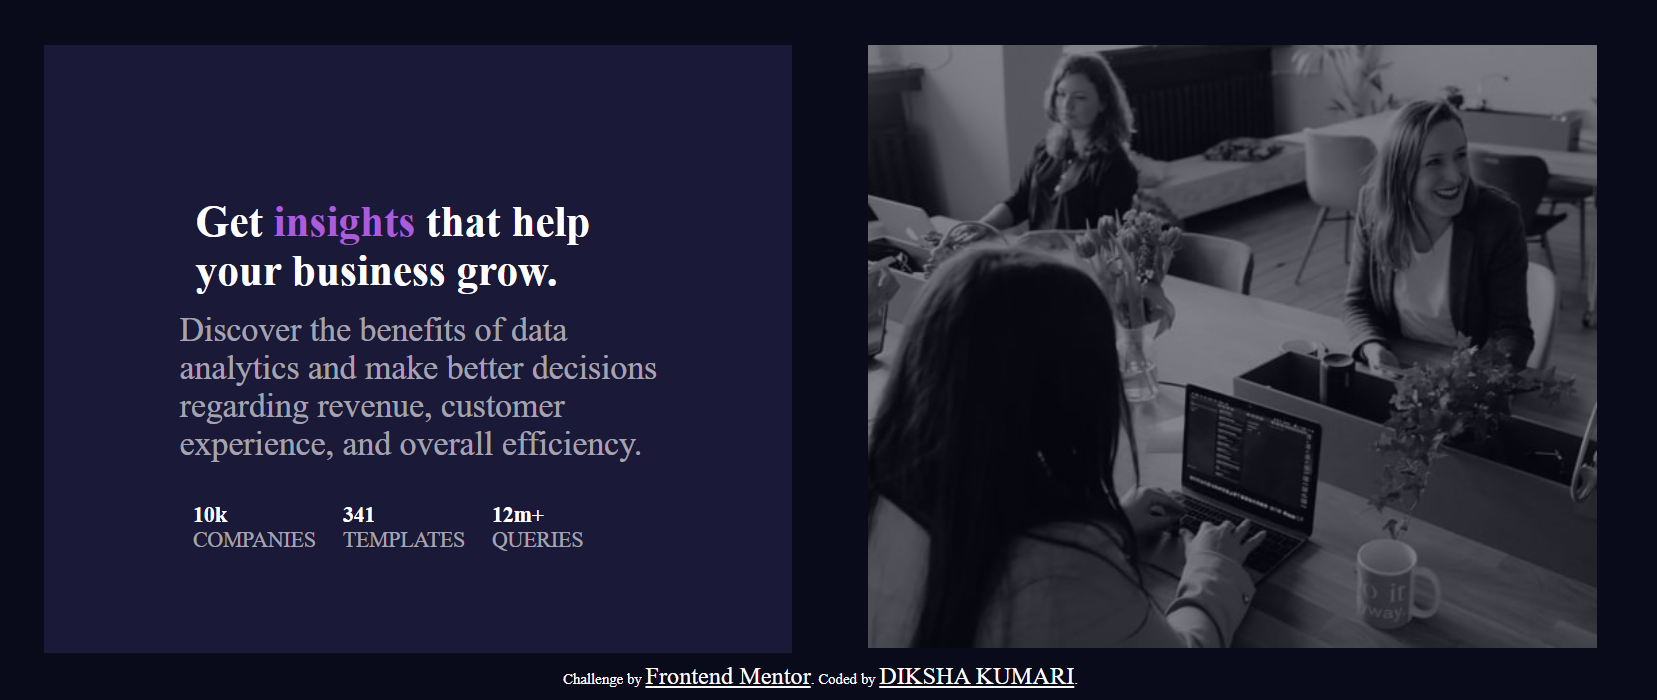 Get insights that help
your business grow.
Discover the benefits of data
analytics and make better decisions
regarding revenue, customer
experience, and overall efficiency.
10k
COMPANIES
341
TEMPLATES
12m+
QUERIES
Challenge by Frontend Mentor. Coded by DIKSHA KUMARI.